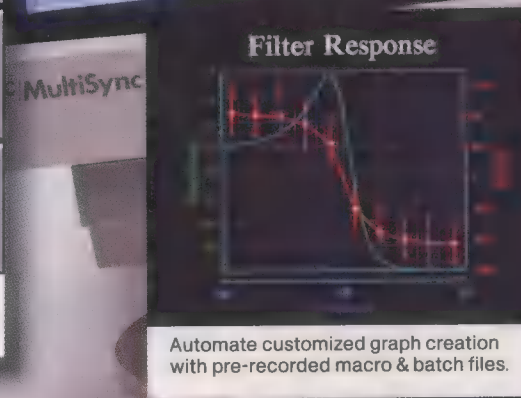 MultiSync
Filter Response
Automate customized graph creation
with pre-recorded macro & batch files.